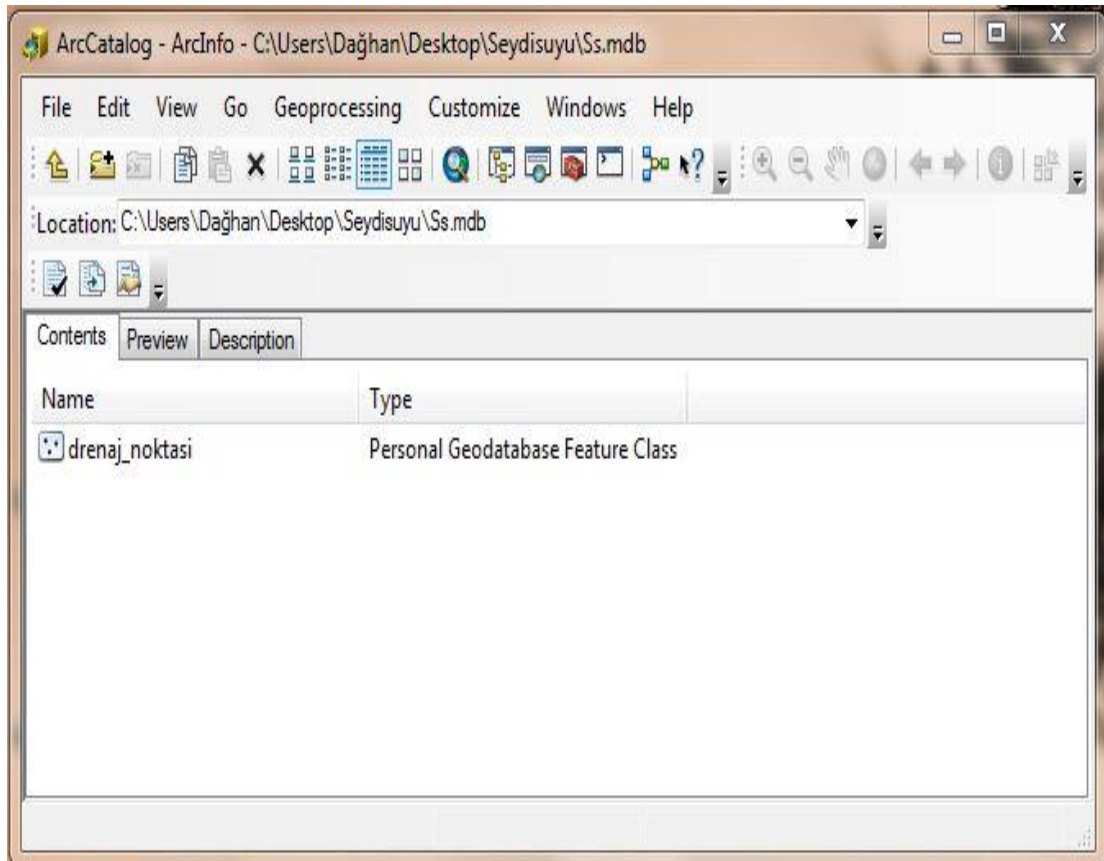 ArcCatalog - ArcInfo - C:\Users\Dağhan\Desktop\Seydisuyu\Ss.mdb
File Edit View Go Geoprocessing Customize Windows Help
Location: C:\Users\Dağhan\Desktop\Seydisuyu\Ss.mdb
Contents Preview Description
Name Type
drenaj_noktasi Personal Geodatabase Feature Class